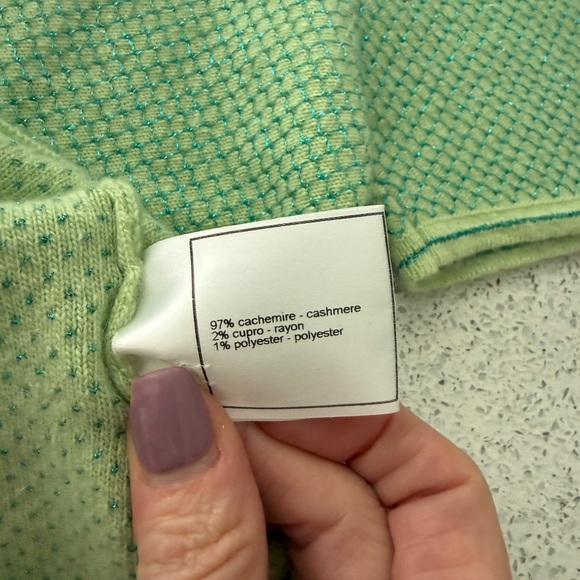 97% cachemire - cashmere
2% cupro - rayon
1% polyester - polyester